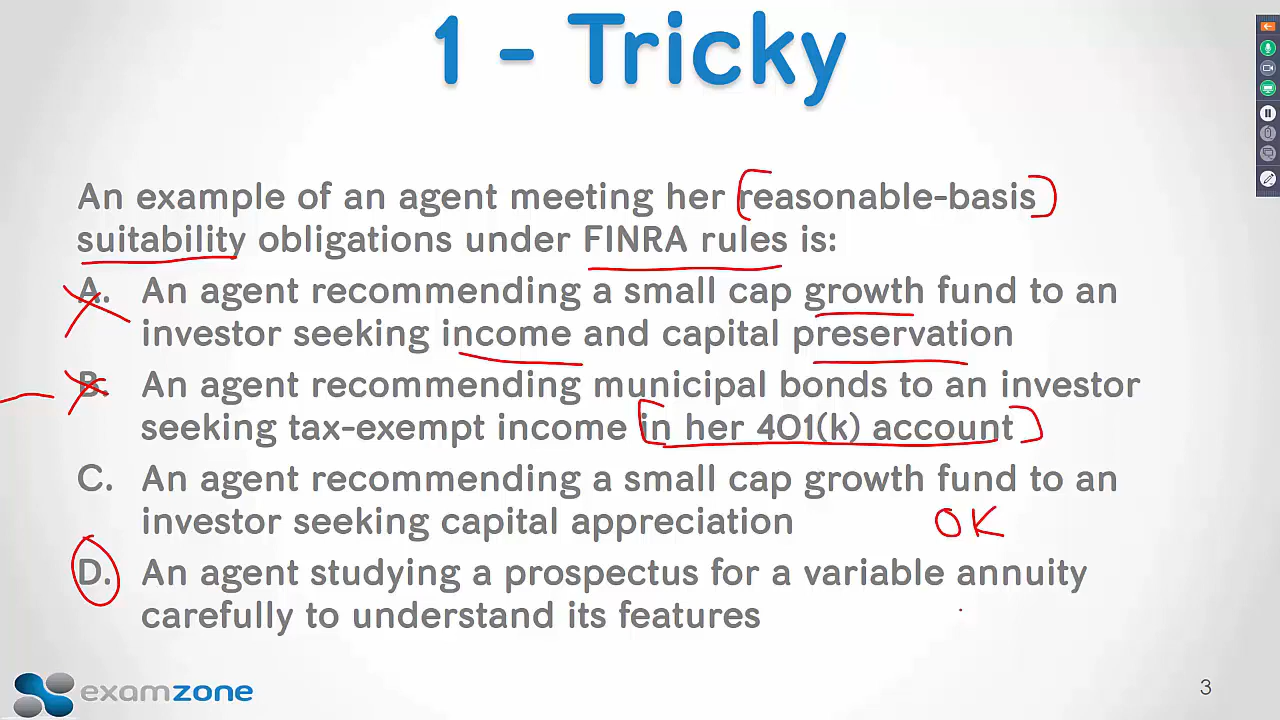 1 - Tricky
An example of an agent meeting her reasonable-basis
suitability obligations under FINRA rules is:
A. An agent recommending a small cap growth fund to an
investor seeking income and capital preservation
B. An agent recommending municipal bonds to an investor
seeking tax-exempt income in her 401(k) account
C. An agent recommending a small cap growth fund to an
investor seeking capital appreciation
OK
D. An agent studying a prospectus for a variable annuity
carefully to understand its features
examzone
3